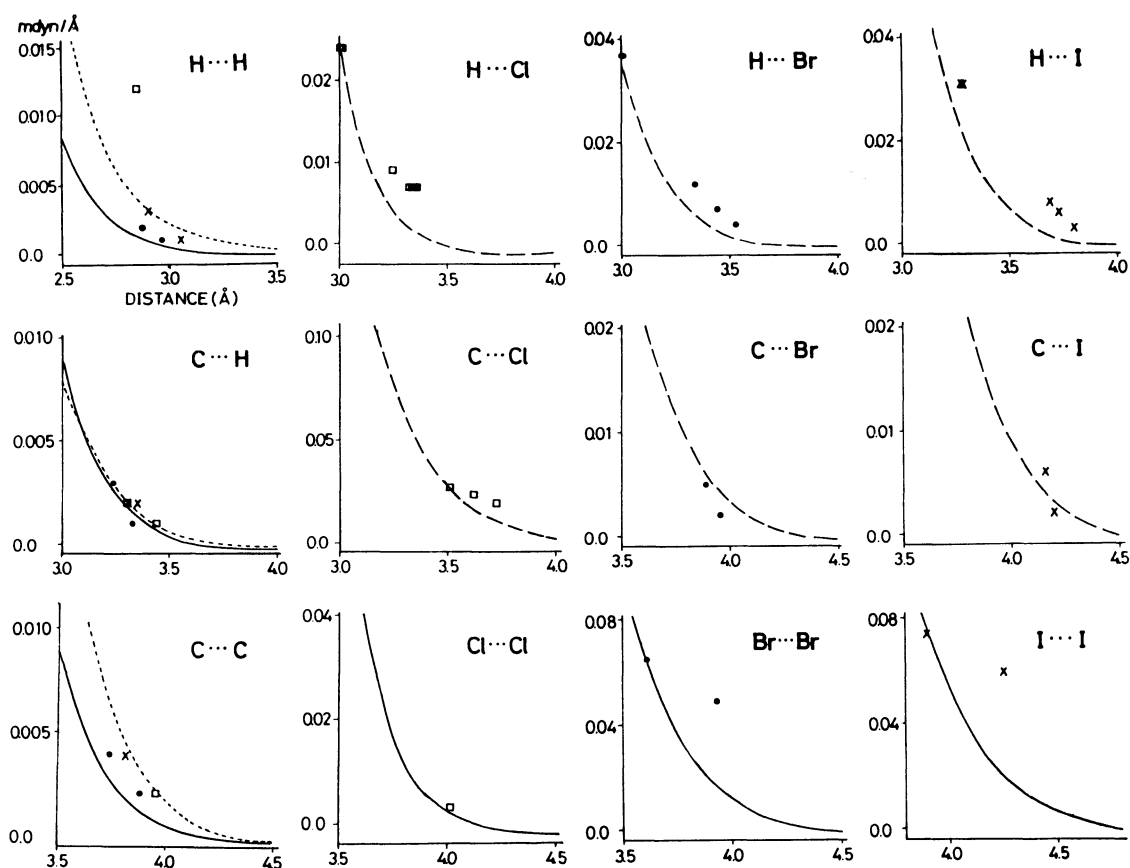 mdyn/Å
0.015
0.010
0.005
0.0
2.5 3.0 3.5
DISTANCE (Å)
H···H
0.02
0.01
0.0
3.0 3.5 4.0
H···Cl
0.04
0.02
0.0
3.0 3.5 4.0
H···Br
0.04
0.02
0.0
3.0 3.5 4.0
H···I
0.010
0.005
0.0
3.0 3.5 4.0
C···H
0.10
0.05
0.0
3.0 3.5 4.0
C···Cl
0.02
0.01
0.0
3.5 4.0 4.5
C···Br
0.02
0.01
0.0
3.5 4.0 4.5
C···I
0.010
0.005
0.0
3.5 4.0 4.5
C···C
0.04
0.02
0.0
3.5 4.0 4.5
Cl···Cl
0.08
0.04
0.0
3.5 4.0 4.5
Br···Br
0.08
0.04
0.0
4.0 4.5
I···I